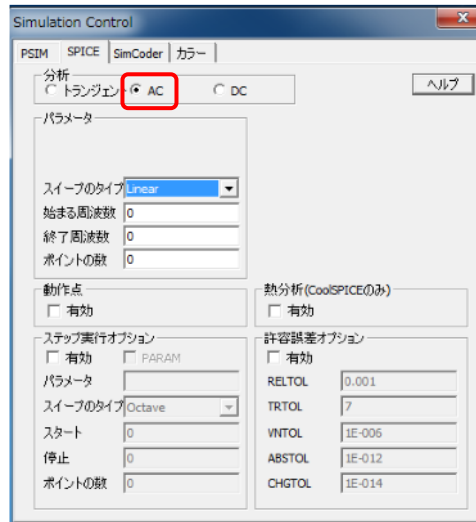 Simulation Control
PSIM SPICE SimCoder カラー
分析
トランジェント AC DC
ヘルプ
パラメータ
スイープのタイプ Linear
始まる周波数 0
終了周波数 0
ポイントの数 0
動作点
有効
熱分析(CoolSPICEのみ)
有効
ステップ実行オプション
有効 PARAM
パラメータ
スイープのタイプ Octave
スタート 0
停止 0
ポイントの数 0
許容誤差オプション
有効
RELTOL 0.001
TRTOL 7
VNTOL 1E-006
ABSTOL 1E-012
CHGTOL 1E-014